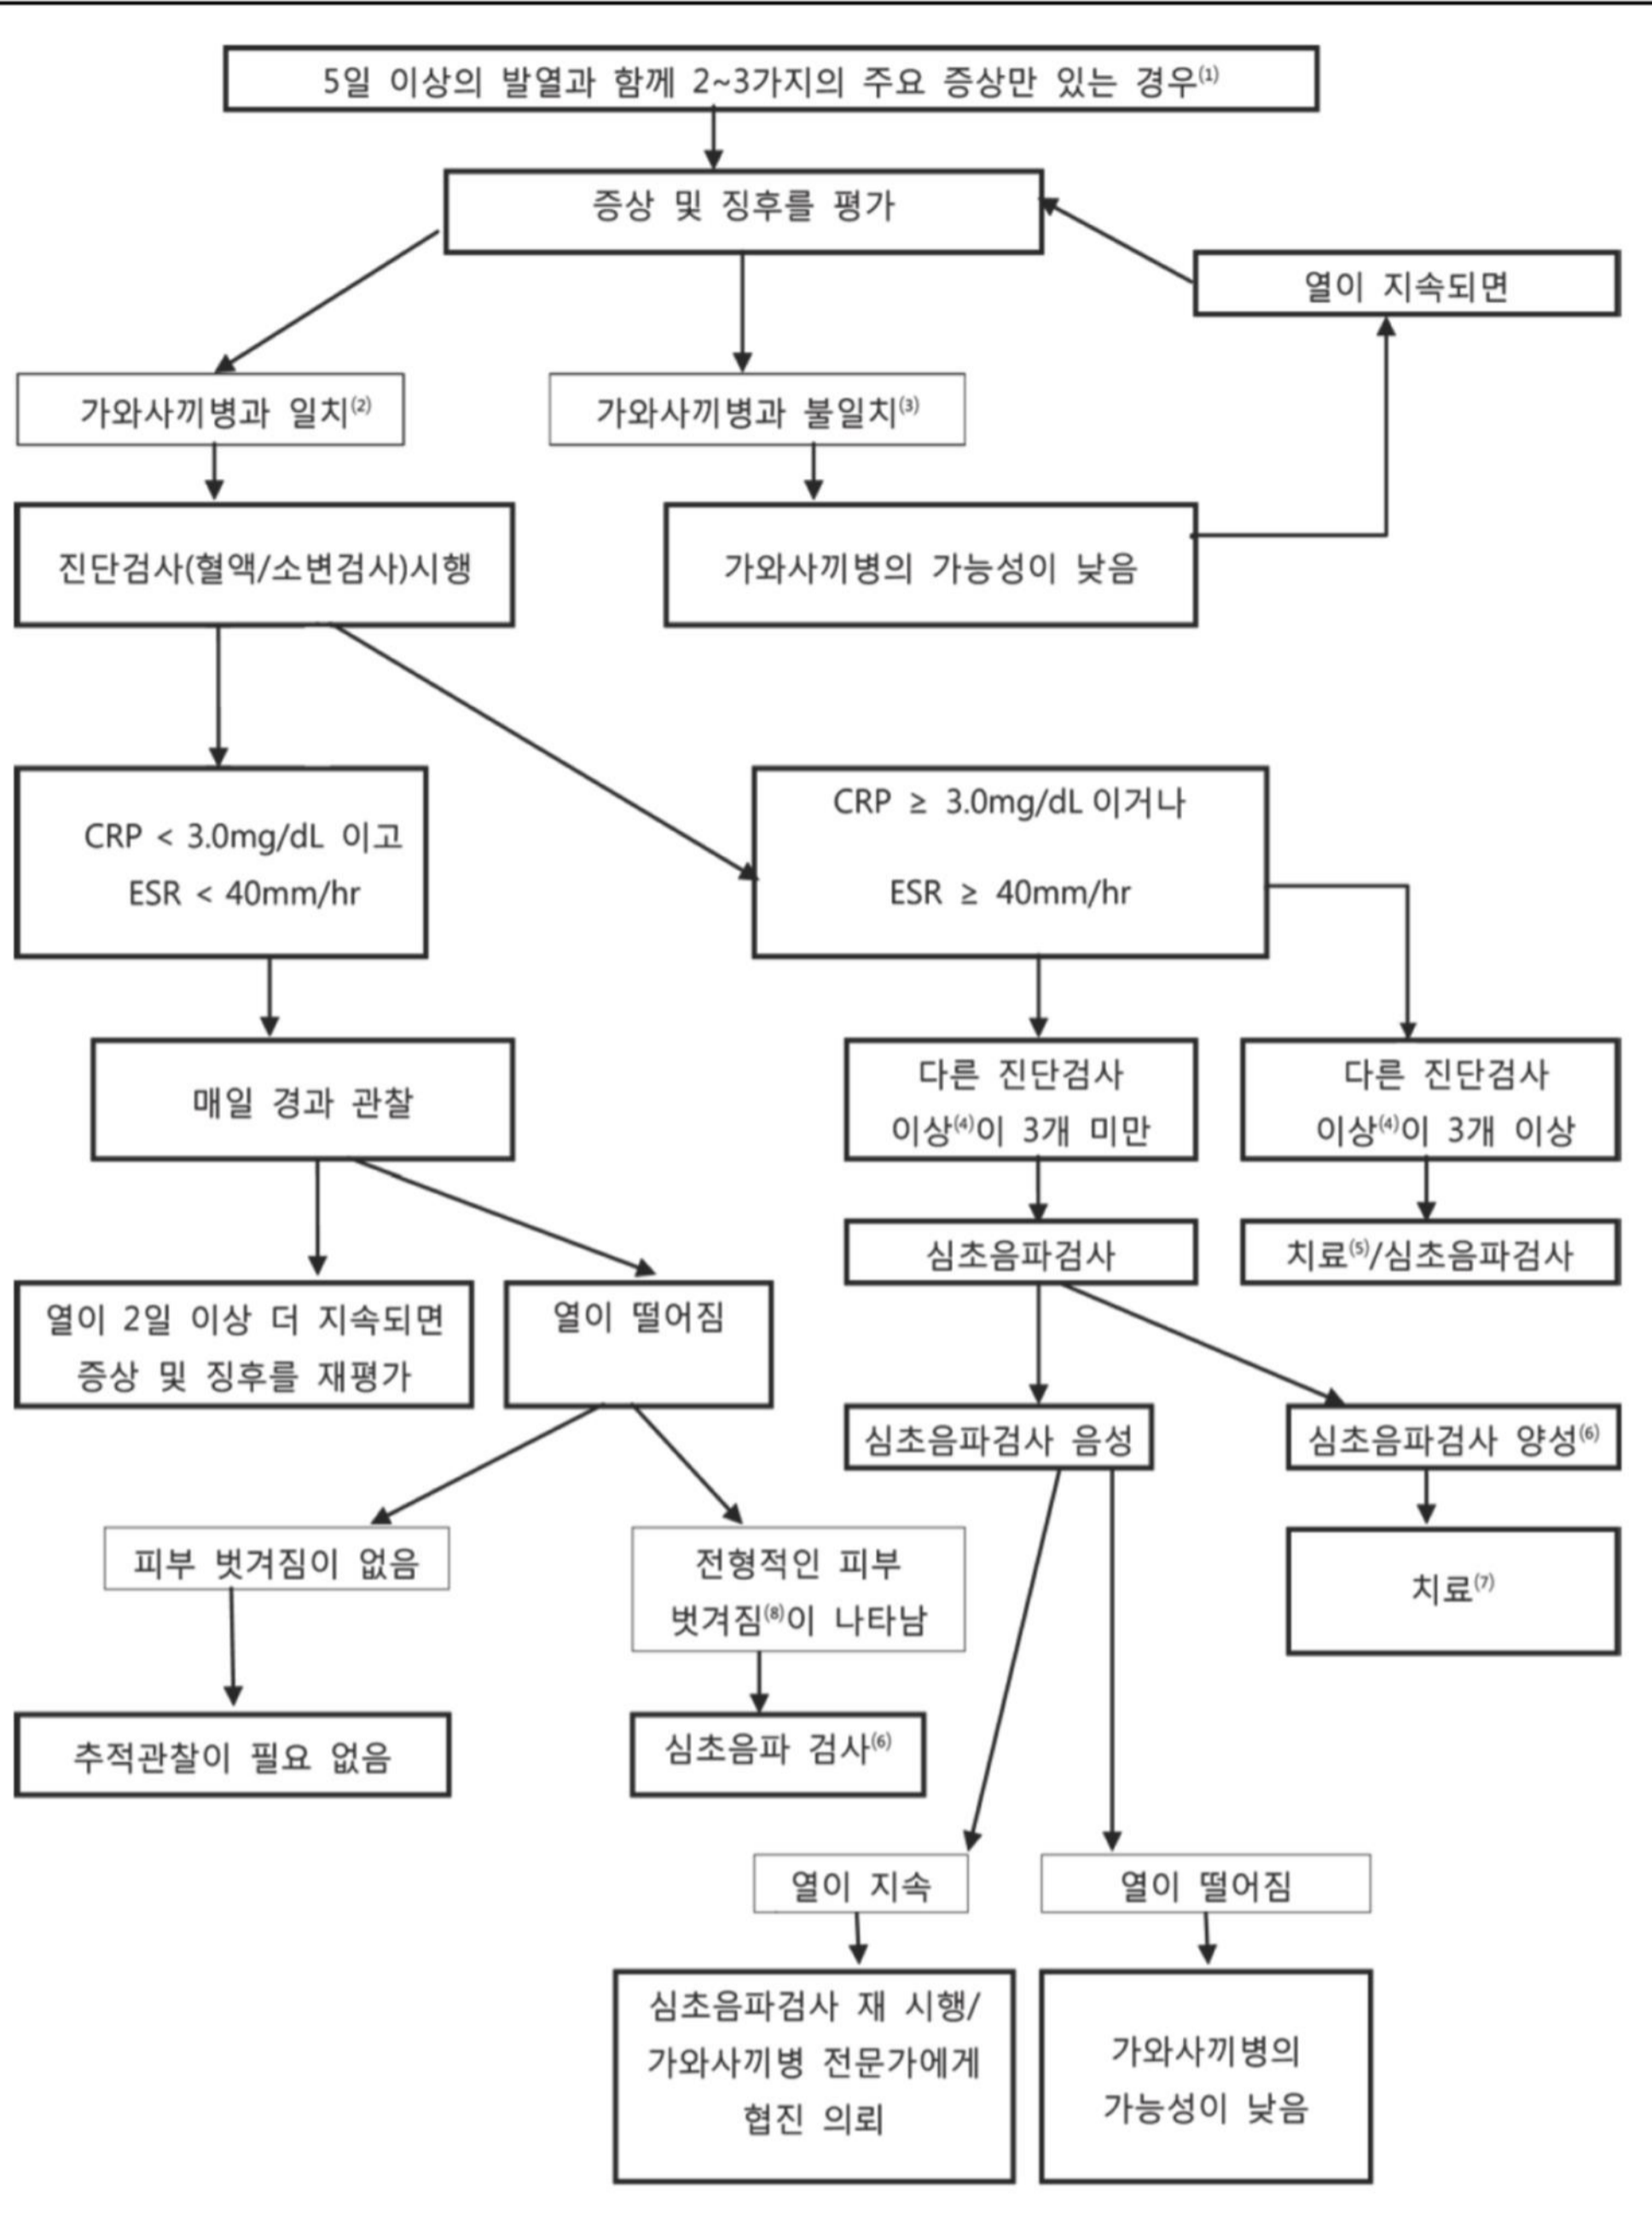 5일 이상의 발열과 함께 2~3가지의 주요 증상만 있는 경우(1)
증상 및 징후를 평가
열이 지속되면
가와사끼병과 일치(2)
가와사끼병과 불일치(3)
진단검사(혈액/소변검사)시행
가와사끼병의 가능성이 낮음
CRP < 3.0mg/dL 이고
ESR < 40mm/hr
CRP ≥ 3.0mg/dL 이거나
ESR ≥ 40mm/hr
매일 경과 관찰
다른 진단검사
이상(4)이 3개 미만
다른 진단검사
이상(4)이 3개 이상
심초음파검사
치료(5)/심초음파검사
열이 2일 이상 더 지속되면
증상 및 징후를 재평가
열이 떨어짐
심초음파검사 음성
심초음파검사 양성(6)
피부 벗겨짐이 없음
전형적인 피부
벗겨짐(8)이 나타남
치료(7)
추적관찰이 필요 없음
심초음파 검사(6)
열이 지속
열이 떨어짐
심초음파검사 재 시행/
가와사끼병 전문가에게
협진 의뢰
가와사끼병의
가능성이 낮음